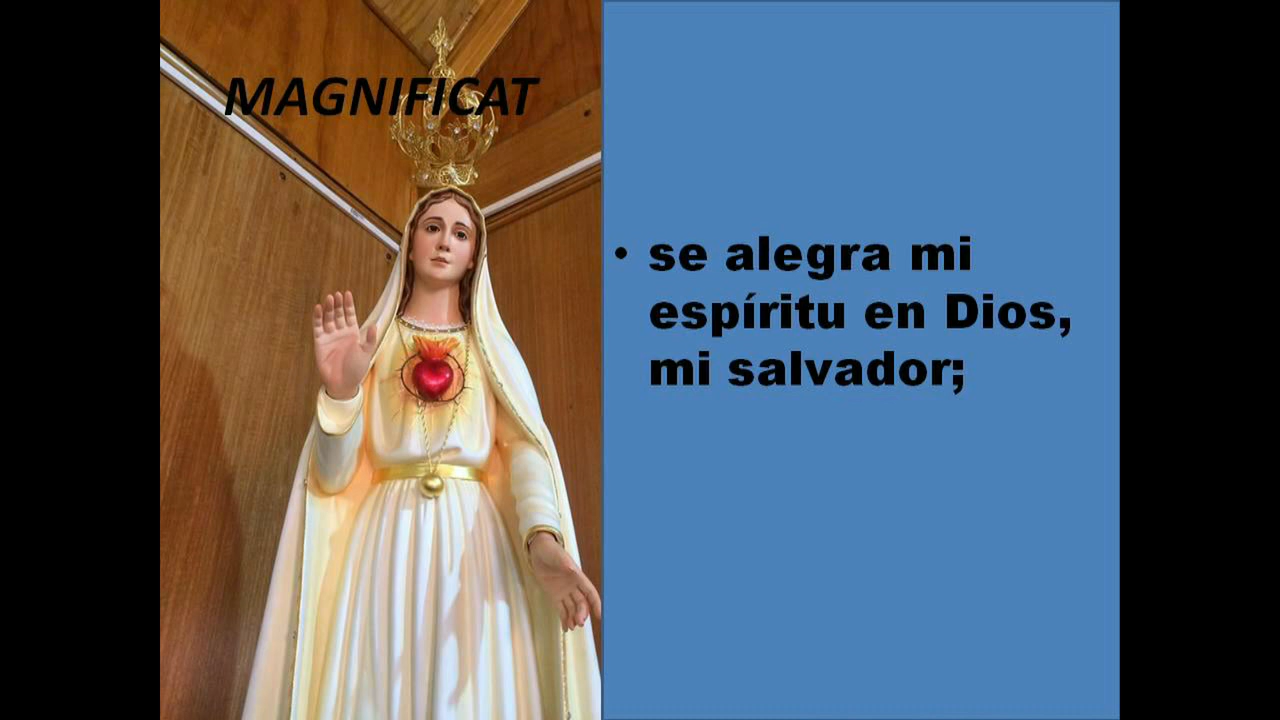 MAGNIFICAT
• se alegra mi
espíritu en Dios,
mi salvador;